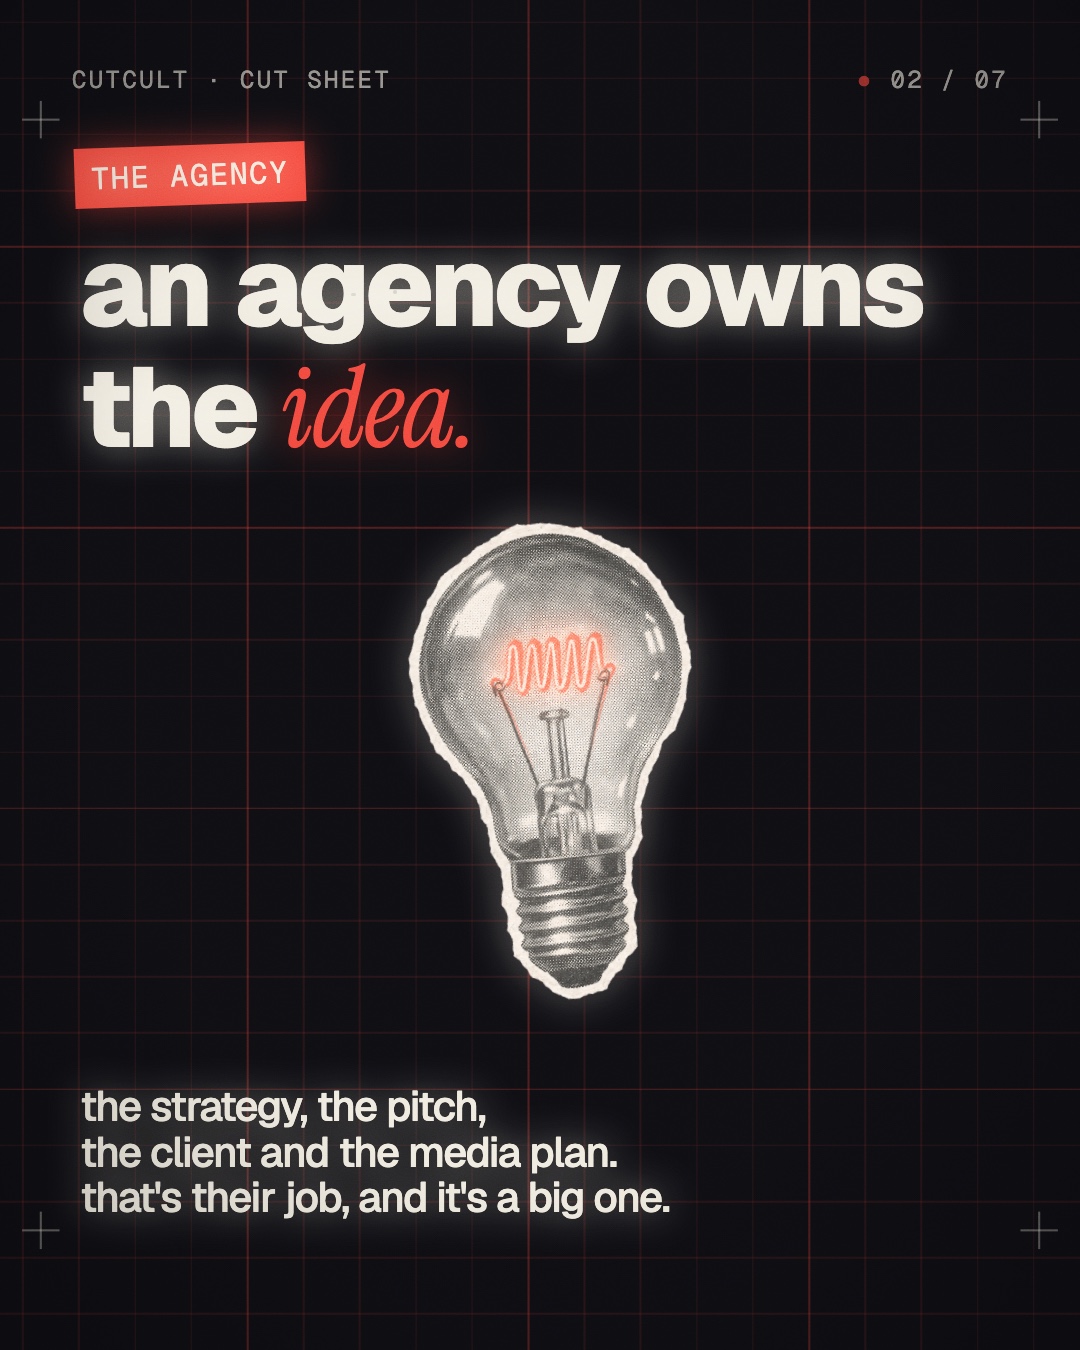 CUTCULT · CUT SHEET
02 / 07
THE AGENCY
an agency owns
the idea.
the strategy, the pitch,
the client and the media plan.
that's their job, and it's a big one.